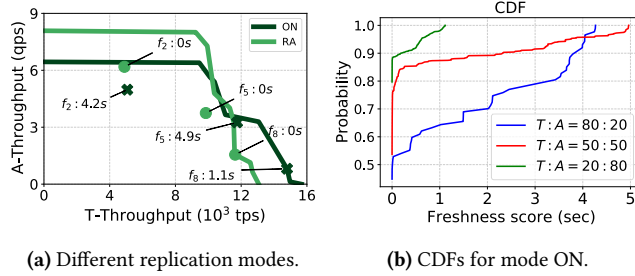 CDF
A-Throughput (qps)
9
6
3
0
ON
RA
f2 : 0s
f2 : 4.2s
f5 : 0s
f5 : 4.9s
f8 : 0s
f8 : 1.1s
0 4 8 12 16
T-Throughput (10³ tps)
Probability
1.0
0.9
0.8
0.7
0.6
0.5
T : A = 80 : 20
T : A = 50 : 50
T : A = 20 : 80
0 1 2 3 4 5
Freshness score (sec)
(a) Different replication modes.
(b) CDFs for mode ON.